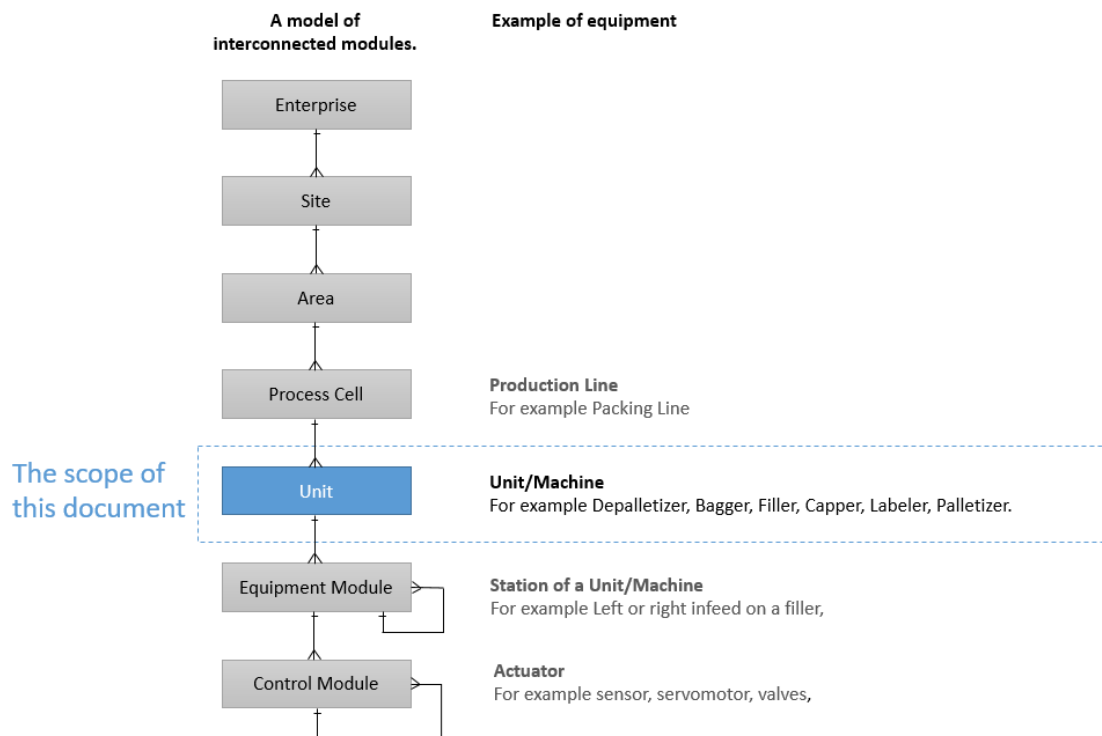 A model of
interconnected modules.
Example of equipment
Enterprise
Site
Area
Process Cell
Production Line
For example Packing Line
The scope of
this document
Unit
Unit/Machine
For example Depalletizer, Bagger, Filler, Capper, Labeler, Palletizer.
Equipment Module
Station of a Unit/Machine
For example Left or right infeed on a filler,
Control Module
Actuator
For example sensor, servomotor, valves,